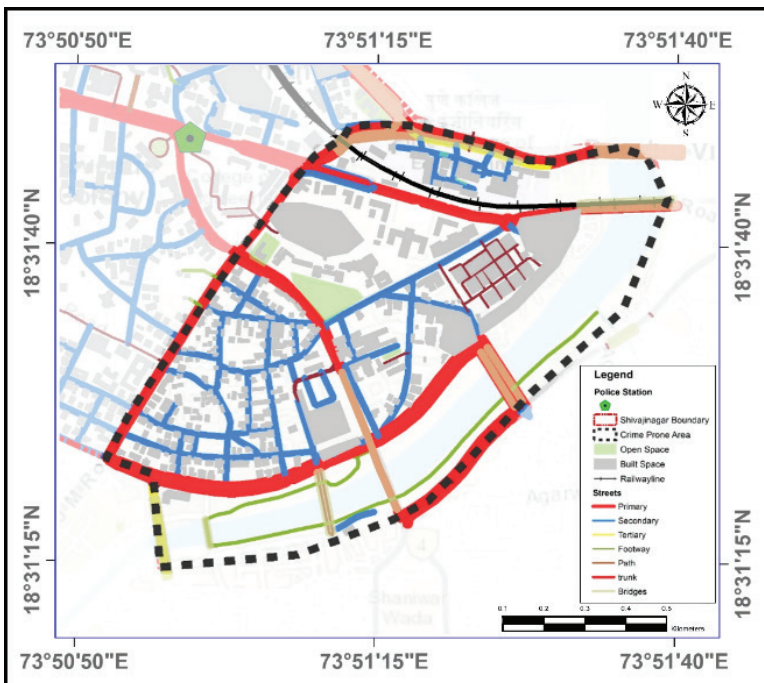 73°50'50"E 73°51'15"E 73°51'40"E
N
W E
S
पुणे कॉलेज
18°31'40"N
18°31'40"N
Legend
Police Station
Shivajinagar Boundary
Crime Prone Area
Open Space
Built Space
Railwayline
Streets
Primary
Secondary
Tertiary
Footway
Path
trunk
Bridges
J M Ro
Agarw
4
Shaniwar
Wada
18°31'15"N
18°31'15"N
0.1 0.2 0.3 0.4 0.5
Kilometers
73°50'50"E 73°51'15"E 73°51'40"E